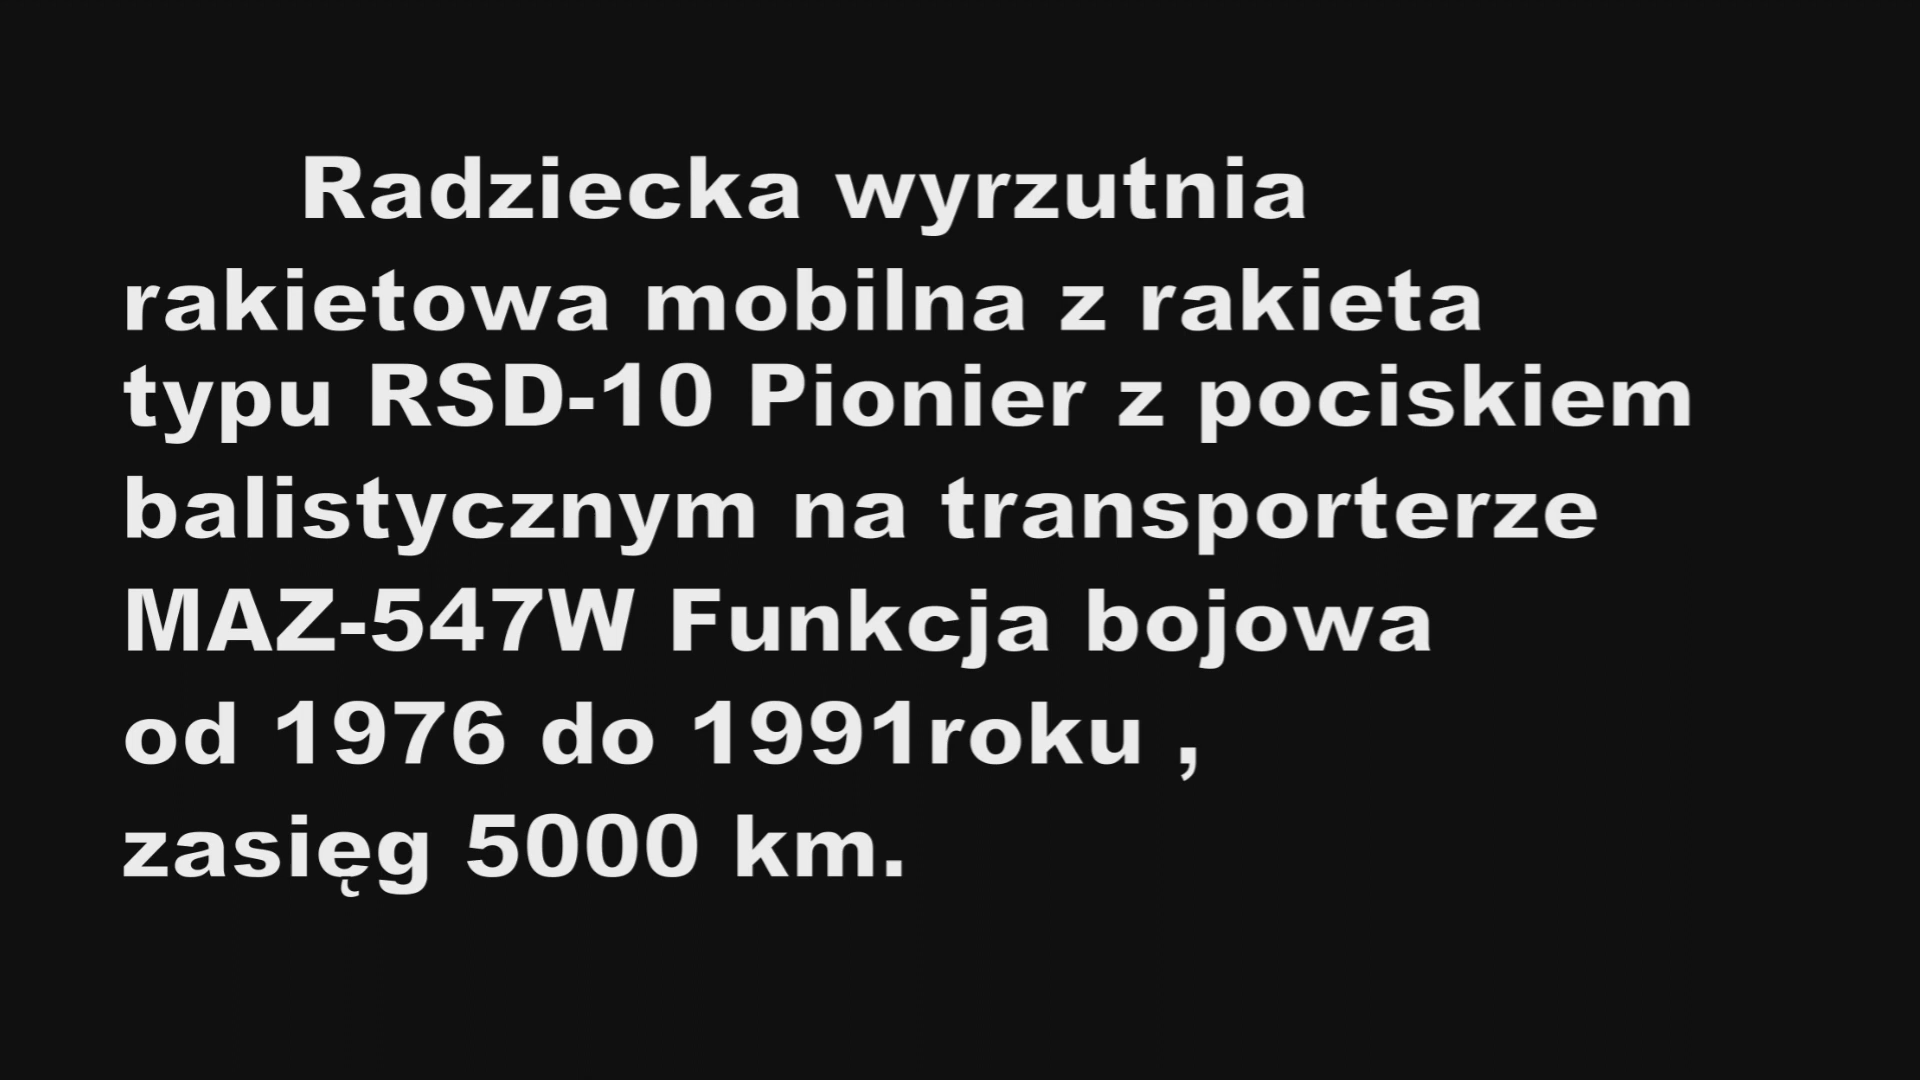 Radziecka wyrzutnia
rakietowa mobilna z rakieta
typu RSD-10 Pionier z pociskiem
balistycznym na transporterze
MAZ-547W Funkcja bojowa
od 1976 do 1991roku ,
zasięg 5000 km.